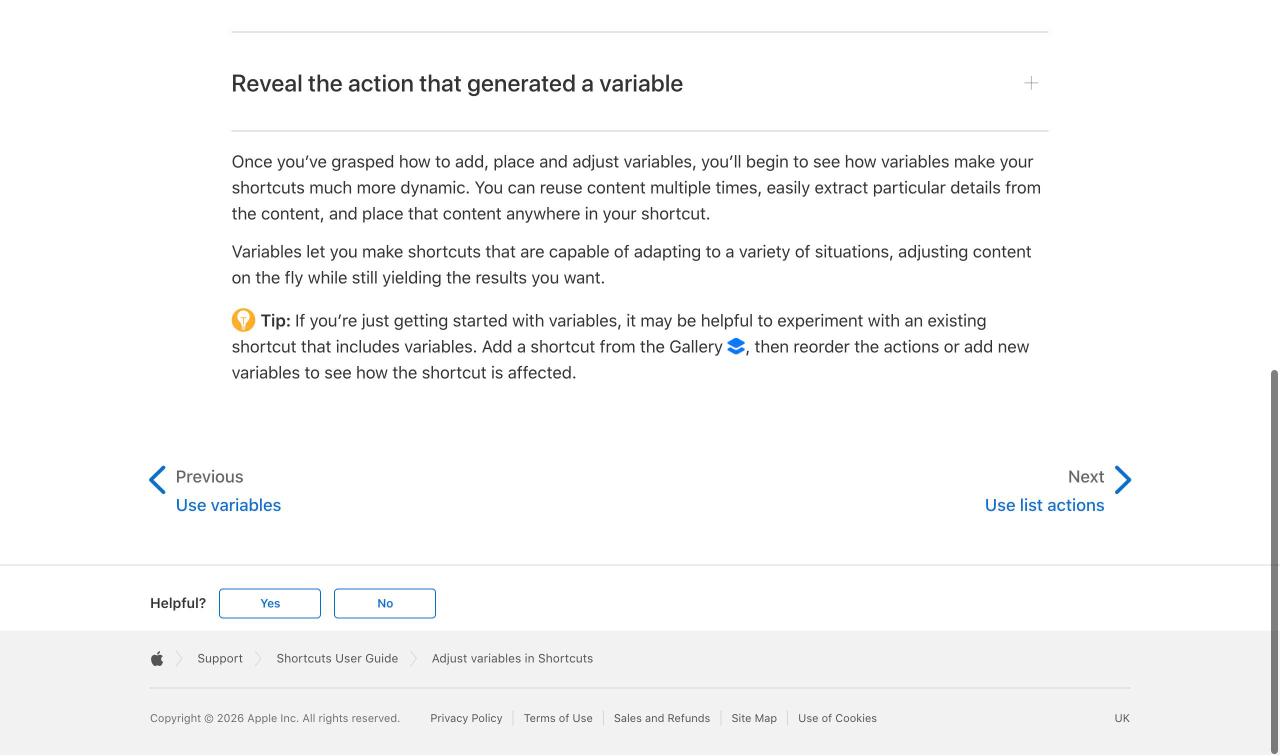 Reveal the action that generated a variable
Once you’ve grasped how to add, place and adjust variables, you’ll begin to see how variables make your
shortcuts much more dynamic. You can reuse content multiple times, easily extract particular details from
the content, and place that content anywhere in your shortcut.
Variables let you make shortcuts that are capable of adapting to a variety of situations, adjusting content
on the fly while still yielding the results you want.
Tip: If you’re just getting started with variables, it may be helpful to experiment with an existing
shortcut that includes variables. Add a shortcut from the Gallery , then reorder the actions or add new
variables to see how the shortcut is affected.
Previous
Use variables
Next
Use list actions
Helpful? Yes No
Support Shortcuts User Guide Adjust variables in Shortcuts
Copyright © 2026 Apple Inc. All rights reserved. Privacy Policy Terms of Use Sales and Refunds Site Map Use of Cookies UK